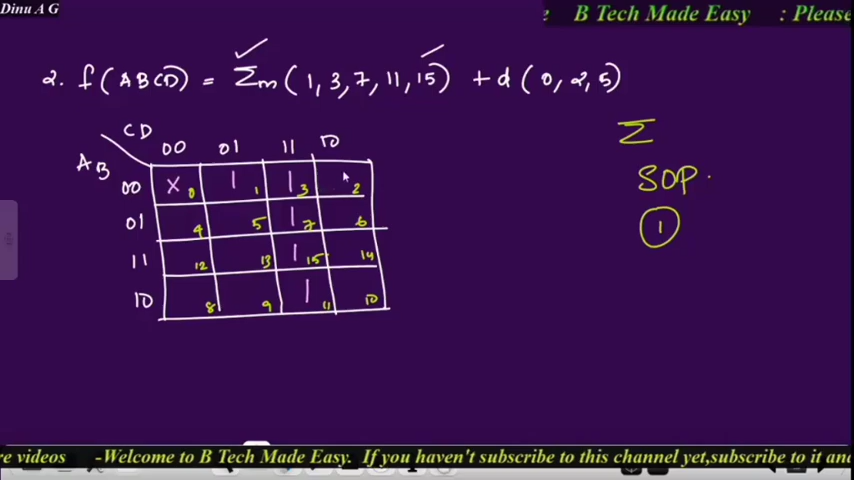 Dinu A G
e B Tech Made Easy : Please
2. f(ABCD) = Σm(1,3,7,11,15) + d(0,2,5)
Σ
SOP.
1
CD
AB
00 01 11 10
00 X 0 1 1 1 3 2
01 4 5 1 7 6
11 12 13 1 15 14
10 8 9 1 11 10
re videos -Welcome to B Tech Made Easy. If you haven't subscribe to this channel yet,subscribe to it and